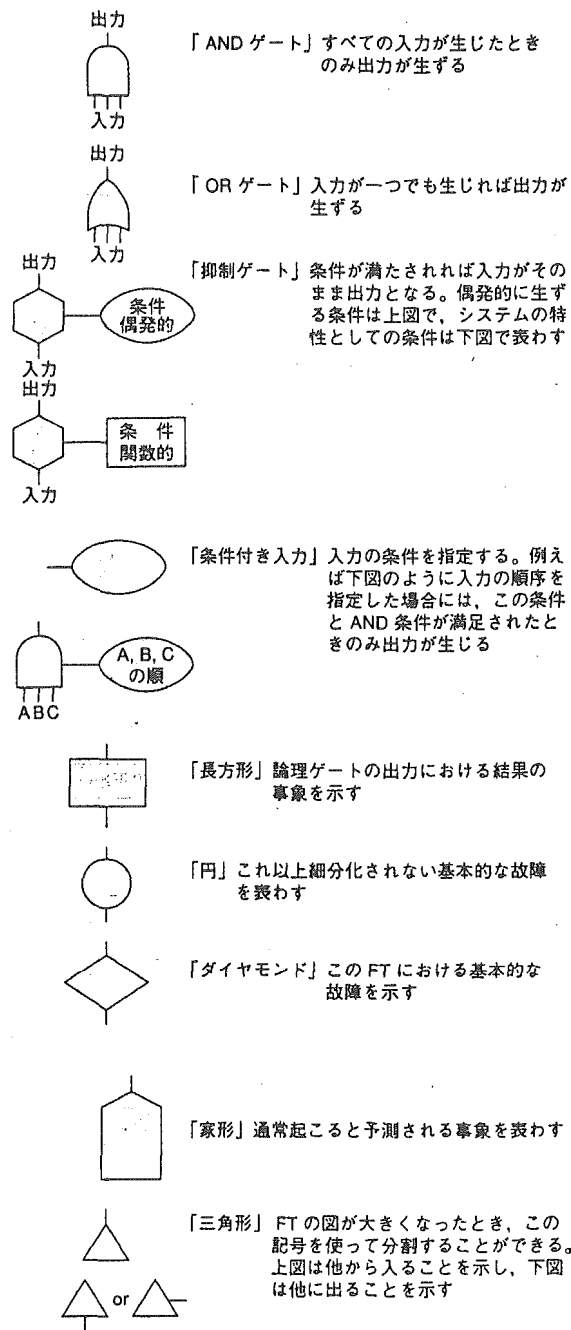 出力
「AND ゲート」すべての入力が生じたとき
のみ出力が生ずる
入力
出力
「OR ゲート」入力が一つでも生じれば出力が
生ずる
入力
出力
「抑制ゲート」条件が満たされれば入力がその
まま出力となる。偶発的に生ず
る条件は上図で，システムの特
性としての条件は下図で表わす
条件
偶発的
入力
出力
条 件
関数的
入力
「条件付き入力」入力の条件を指定する。例え
ば下図のように入力の順序を
指定した場合には，この条件
と AND 条件が満足されたと
きのみ出力が生じる
A, B, C
の順
A B C
「長方形」論理ゲートの出力における結果の
事象を示す
「円」これ以上細分化されない基本的な故障
を表わす
「ダイヤモンド」この FT における基本的な
故障を示す
「家形」通常起こると予測される事象を表わす
「三角形」FT の図が大きくなったとき，この
記号を使って分割することができる。
上図は他から入ることを示し，下図
は他に出ることを示す
or